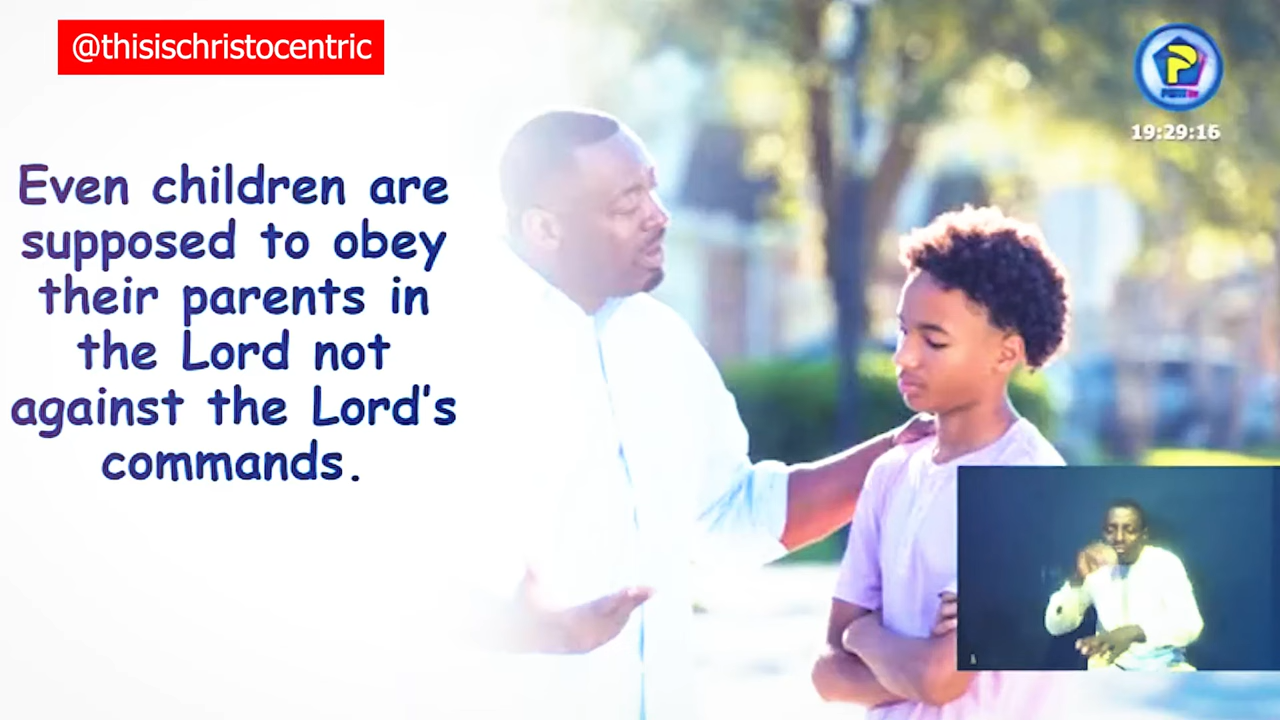 @thisischristocentric
P
19:29:16
Even children are
supposed to obey
their parents in
the Lord not
against the Lord's
commands.